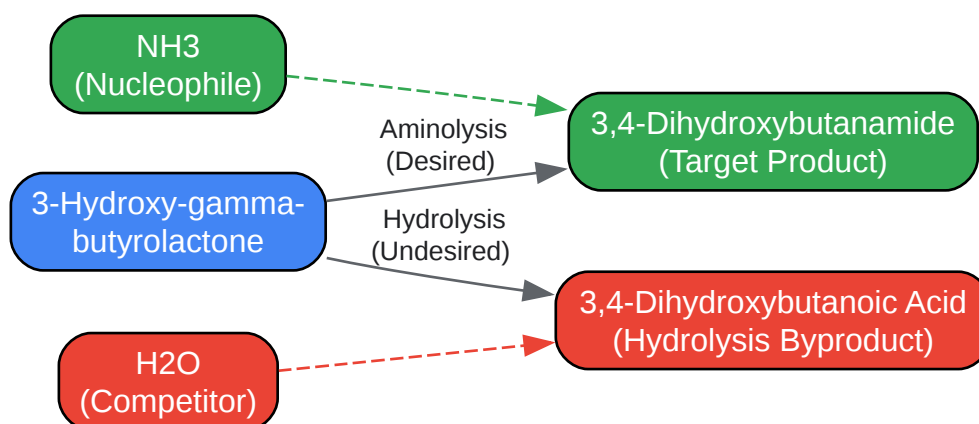 NH3
(Nucleophile)
3,4-Dihydroxybutanamide
(Target Product)
Aminolysis
(Desired)
3-Hydroxy-gamma-
butyrolactone
Hydrolysis
(Undesired)
3,4-Dihydroxybutanoic Acid
(Hydrolysis Byproduct)
H2O
(Competitor)